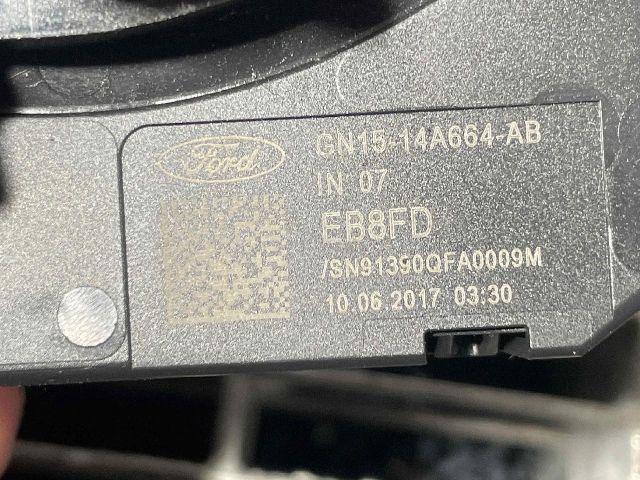 Ford
GN15-14A664-AB
IN 07
EB8FD
/SN91390QFA0009M
10.06.2017 03:30